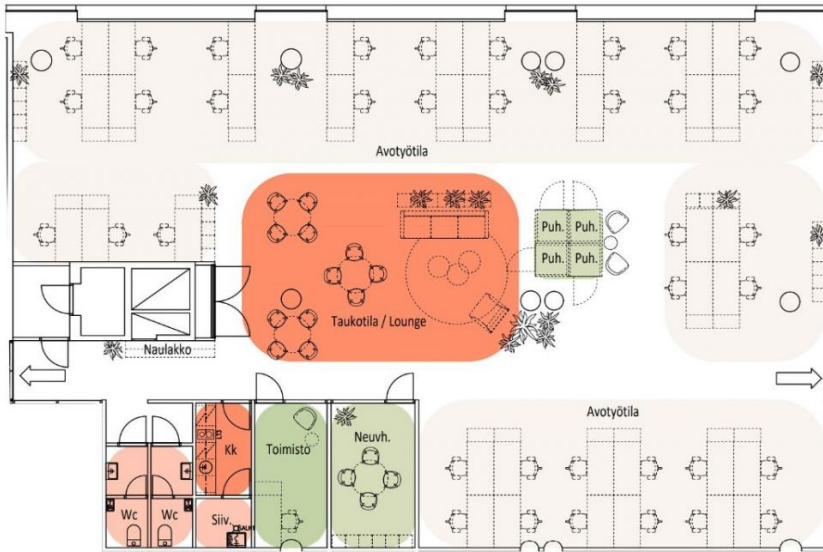 Avotyötila
Puh. Puh.
Puh. Puh.
Taukotila / Lounge
Naulakko
Avotyötila
Kk
Toimisto
Neuvh.
Wc
Wc
Siiv.